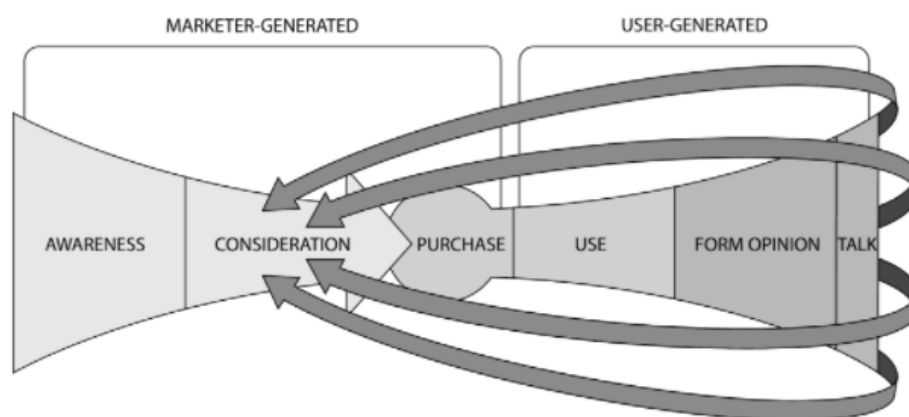 MARKETER-GENERATED
USER-GENERATED
AWARENESS
CONSIDERATION
PURCHASE
USE
FORM OPINION
TALK